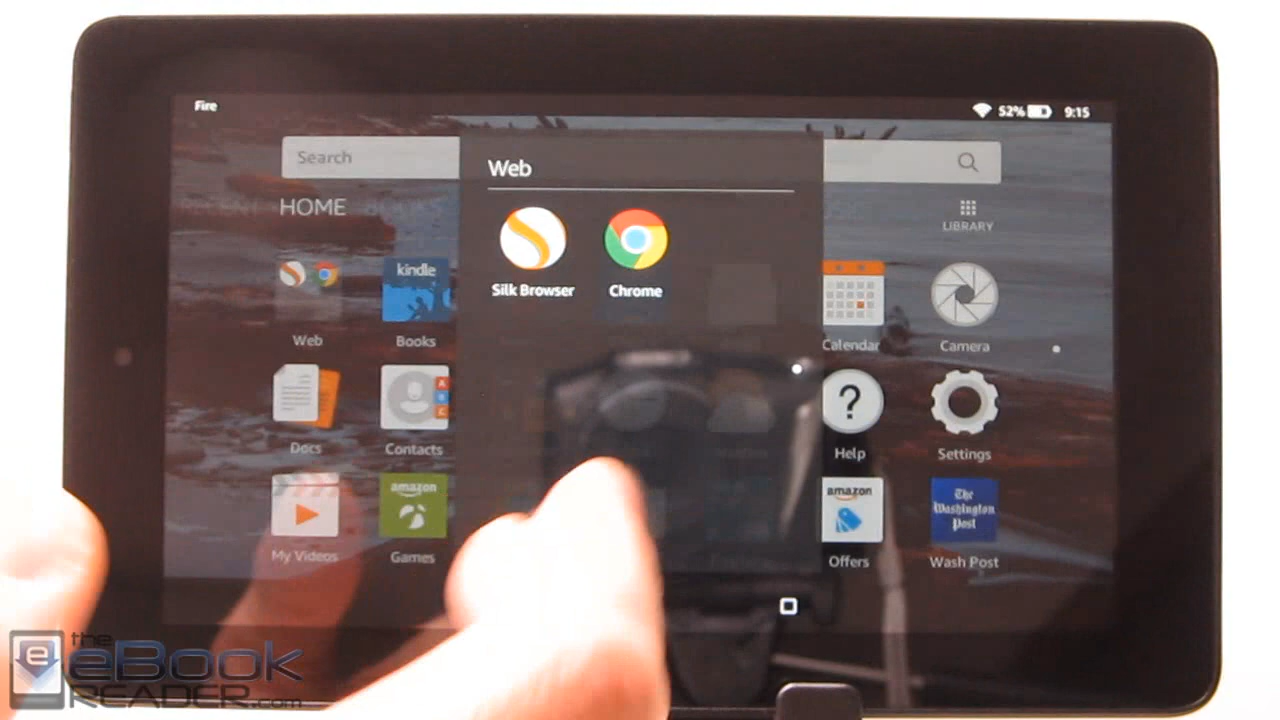 Fire
52%
9:15
Search
Web
HOME
BOOKS
LIBRARY
Silk Browser
Chrome
kindle
Web
Books
Calendar
Camera
A
B
C
?
Docs
Contacts
Help
Settings
amazon
amazon
The
Washington
Post
My Videos
Games
Offers
Wash Post
e
the
eBook
READER.com